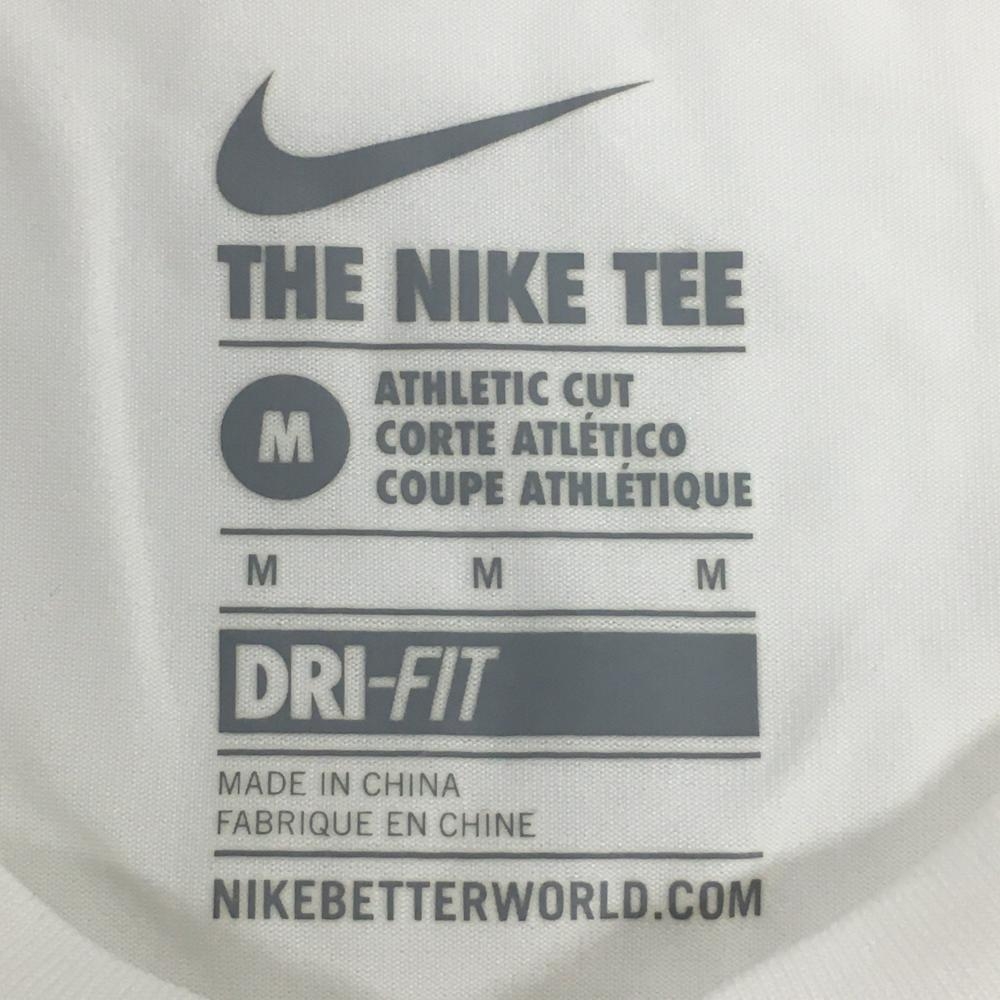 THE NIKE TEE
M
ATHLETIC CUT
CORTE ATLÉTICO
COUPE ATHLÉTIQUE
M M M
DRI-FIT
MADE IN CHINA
FABRIQUE EN CHINE
NIKEBETTERWORLD.COM